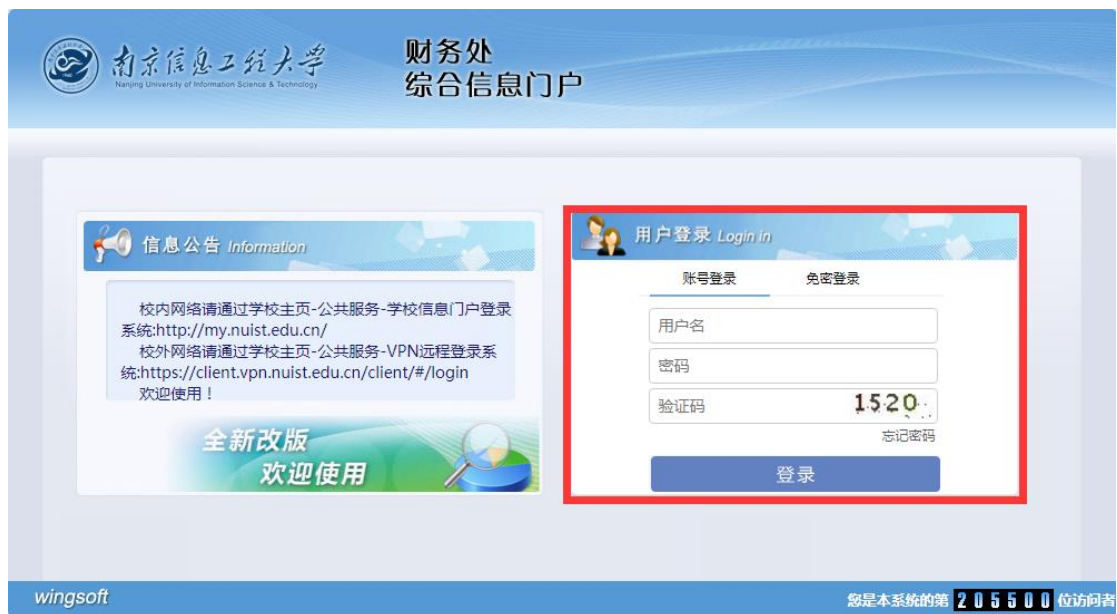 南京信息工程大学
Nanjing University of Information Science & Technology
财务处
综合信息门户
信息公告 Information
校内网络请通过学校主页-公共服务-学校信息门户登录
系统:http://my.nuist.edu.cn/
校外网络请通过学校主页-公共服务-VPN远程登录系
统:https://client.vpn.nuist.edu.cn/client/#/login
欢迎使用！
全新改版
欢迎使用
用户登录 Login in
账号登录 免密登录
用户名
密码
验证码 1520
忘记密码
登录
wingsoft
您是本系统的第 205500 位访问者